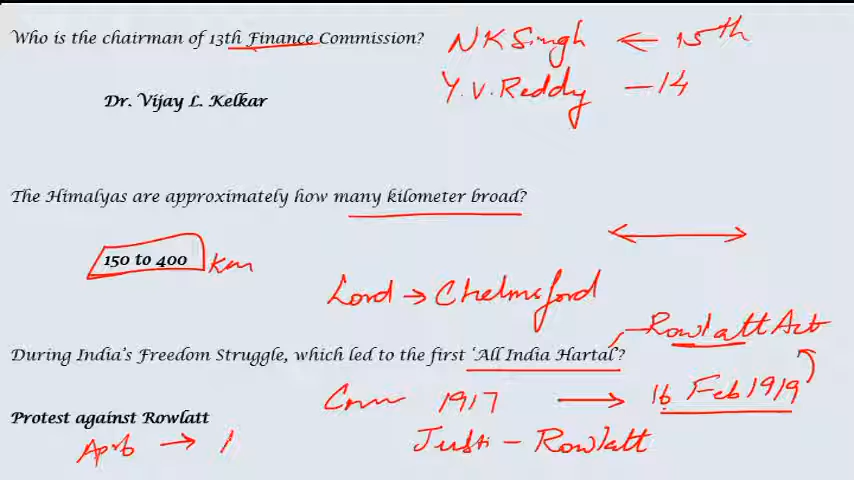 Who is the chairman of 13th Finance Commission?
NK Singh ← 15th
Y.V. Reddy - 14
Dr. Vijay L. Kelkar
The Himalyas are approximately how many kilometer broad?
150 to 400 Km
Lord → Chelmsford
Rowlatt Act
During India's Freedom Struggle, which led to the first 'All India Hartal'?
1917 → 16 Feb 1919
Protest against Rowlatt
Justi - Rowlatt